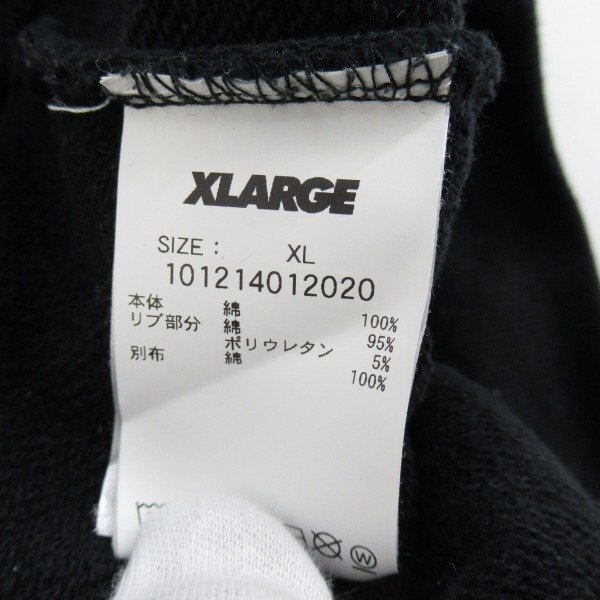 XLARGE
SIZE : XL
101214012020
本体 綿 100%
リブ部分 綿 95%
ポリウレタン 5%
別布 綿 100%
W